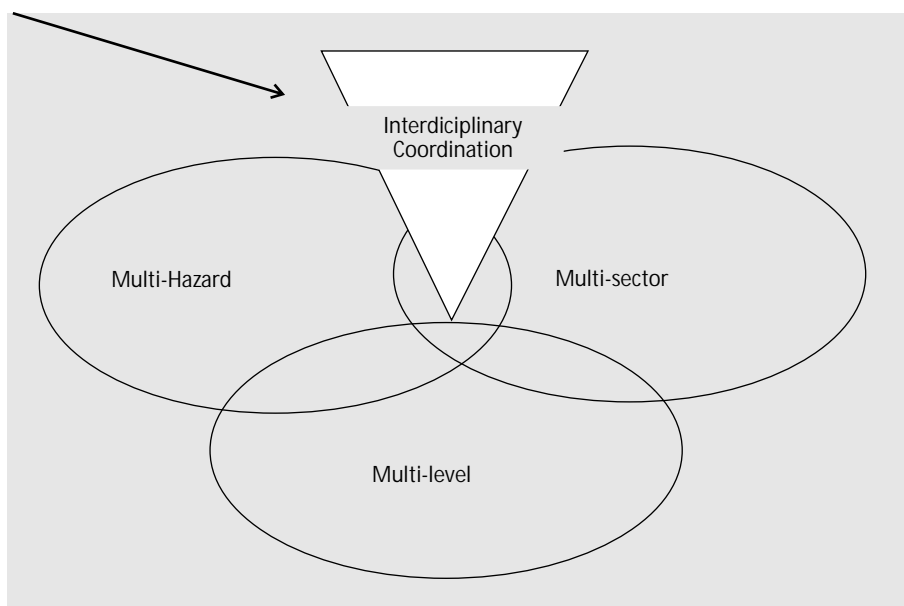 Interdiciplinary
Coordination
Multi-Hazard
Multi-sector
Multi-level